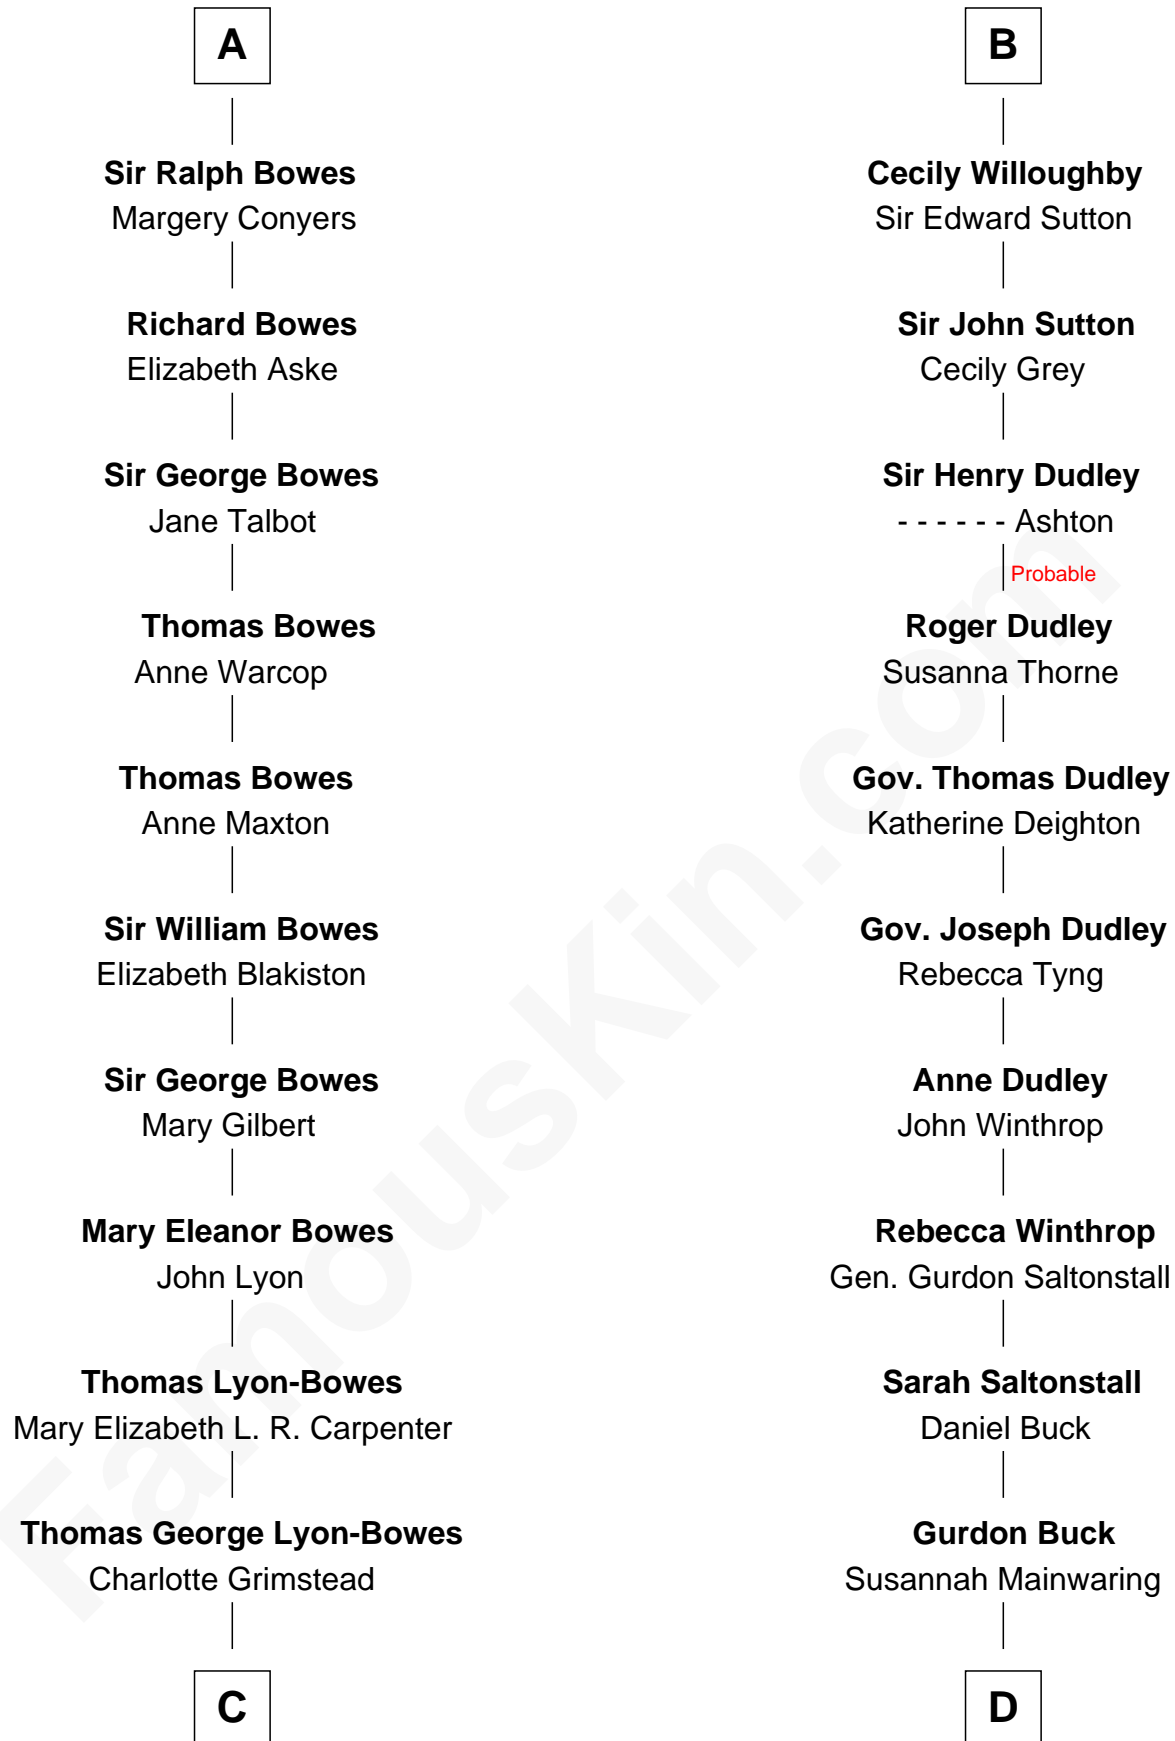 A
Sir Ralph Bowes
Margery Conyers
Richard Bowes
Elizabeth Aske
Sir George Bowes
Jane Talbot
Thomas Bowes
Anne Warcop
Thomas Bowes
Anne Maxton
Sir William Bowes
Elizabeth Blakiston
Sir George Bowes
Mary Gilbert
Mary Eleanor Bowes
John Lyon
Thomas Lyon-Bowes
Mary Elizabeth L. R. Carpenter
Thomas George Lyon-Bowes
Charlotte Grimstead
C
B
Cecily Willoughby
Sir Edward Sutton
Sir John Sutton
Cecily Grey
Sir Henry Dudley
- - - - - - Ashton
Probable
Roger Dudley
Susanna Thorne
Gov. Thomas Dudley
Katherine Deighton
Gov. Joseph Dudley
Rebecca Tyng
Anne Dudley
John Winthrop
Rebecca Winthrop
Gen. Gurdon Saltonstall
Sarah Saltonstall
Daniel Buck
Gurdon Buck
Susannah Mainwaring
D
FamousKin.com